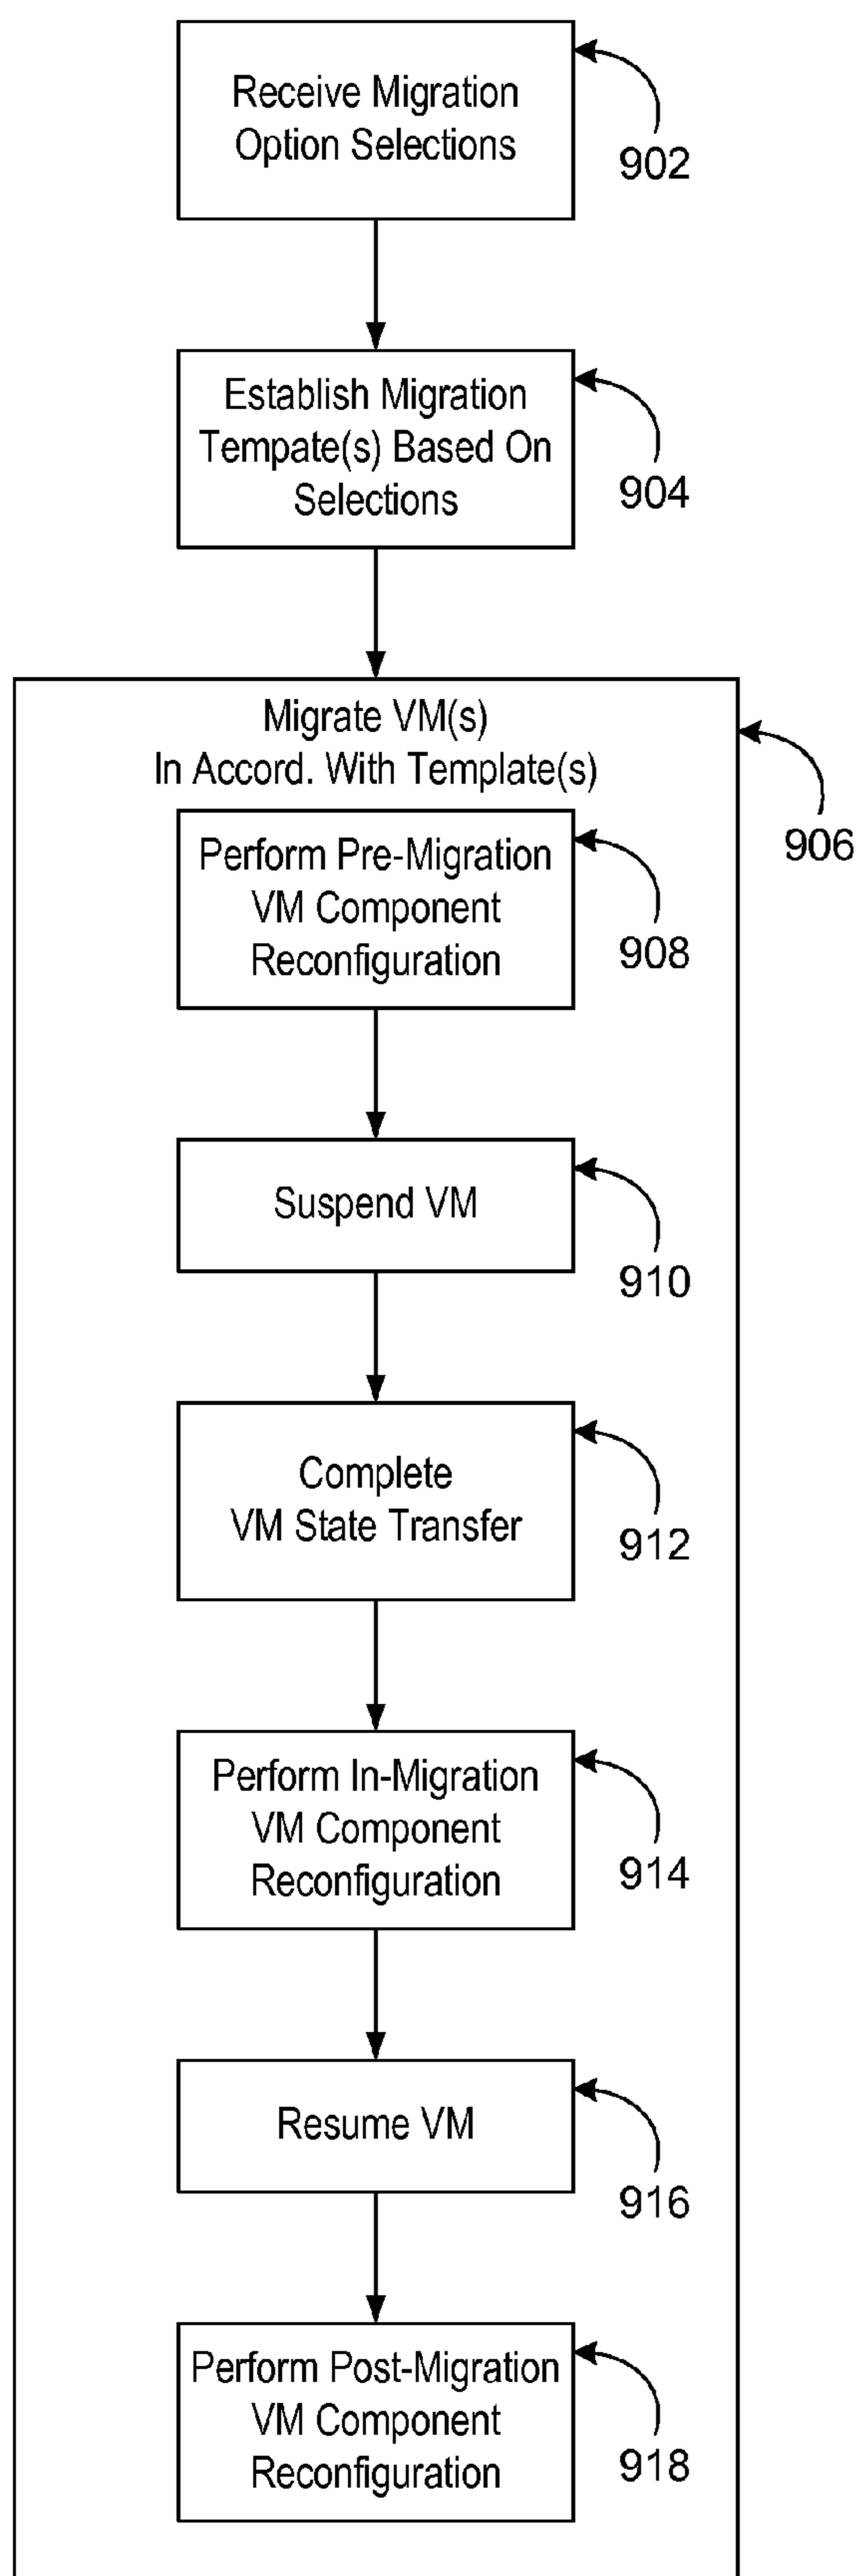 Receive Migration
Option Selections
902
Establish Migration
Tempate(s) Based On
Selections
904
Migrate VM(s)
In Accord. With Template(s)
906
Perform Pre-Migration
VM Component
Reconfiguration
908
Suspend VM
910
Complete
VM State Transfer
912
Perform In-Migration
VM Component
Reconfiguration
914
Resume VM
916
Perform Post-Migration
VM Component
Reconfiguration
918